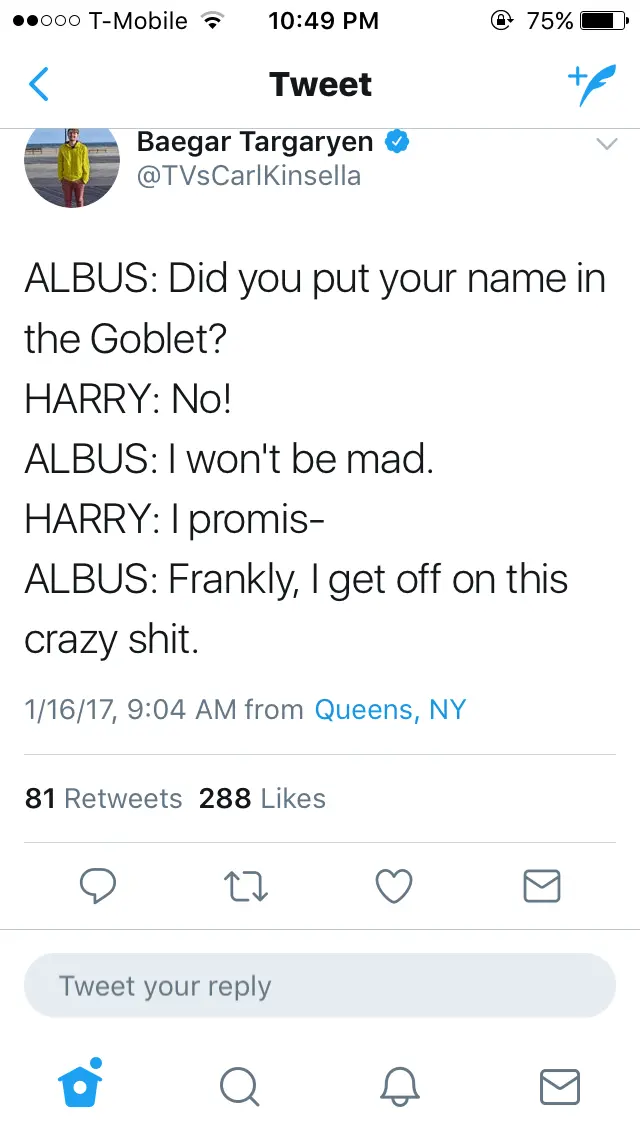 T-Mobile 10:49 PM 75%
Tweet
Baegar Targaryen
@TVsCarlKinsella
ALBUS: Did you put your name in
the Goblet?
HARRY: No!
ALBUS: I won't be mad.
HARRY: I promis-
ALBUS: Frankly, I get off on this
crazy shit.
1/16/17, 9:04 AM from Queens, NY
81 Retweets 288 Likes
Tweet your reply